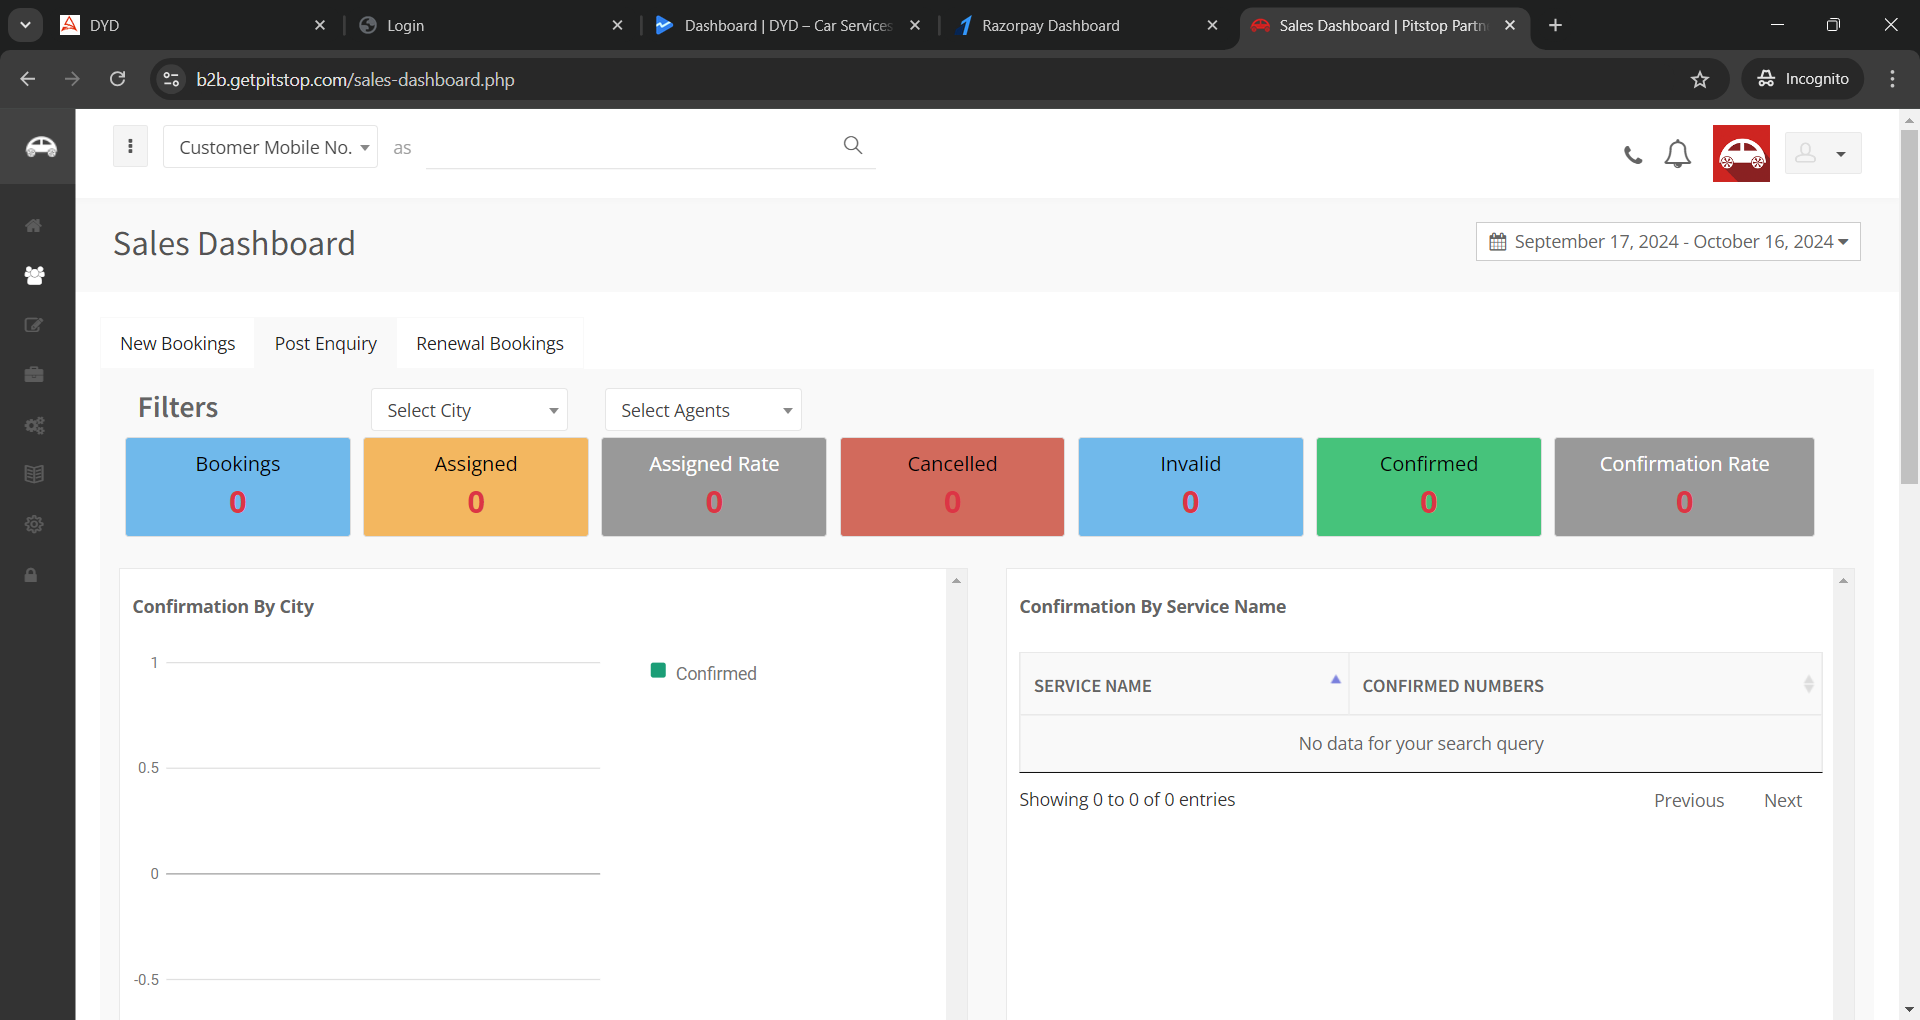 DYD
Login
Dashboard | DYD – Car Services
Razorpay Dashboard
Sales Dashboard | Pitstop Partn
b2b.getpitstop.com/sales-dashboard.php
Incognito
Customer Mobile No.
as
Sales Dashboard
September 17, 2024 - October 16, 2024
New Bookings
Post Enquiry
Renewal Bookings
Filters
Select City
Select Agents
Bookings
0
Assigned
0
Assigned Rate
0
Cancelled
0
Invalid
0
Confirmed
0
Confirmation Rate
0
Confirmation By City
1
0.5
0
-0.5
Confirmed
Confirmation By Service Name
SERVICE NAME
CONFIRMED NUMBERS
No data for your search query
Showing 0 to 0 of 0 entries
Previous
Next